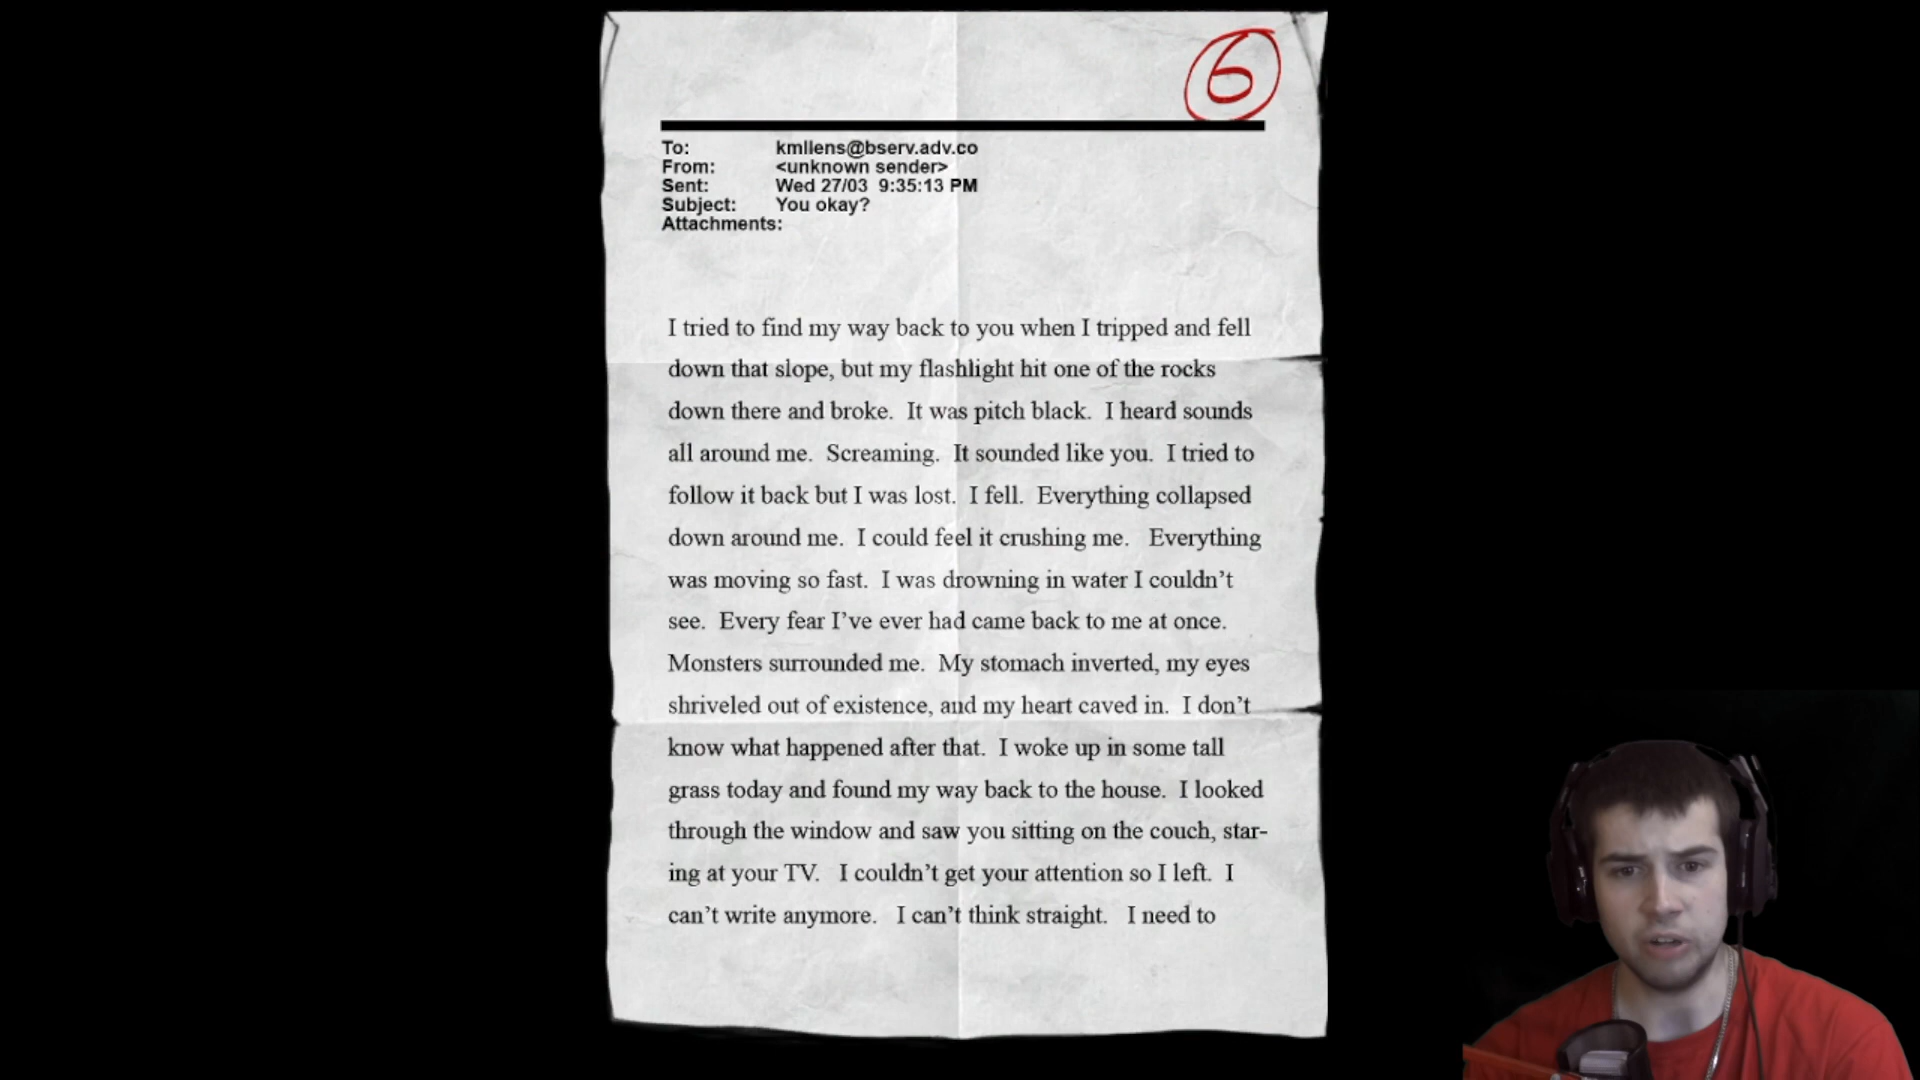 6
To: kmllens@bserv.adv.co
From: <unknown sender>
Sent: Wed 27/03 9:35:13 PM
Subject: You okay?
Attachments:
I tried to find my way back to you when I tripped and fell
down that slope, but my flashlight hit one of the rocks
down there and broke. It was pitch black. I heard sounds
all around me. Screaming. It sounded like you. I tried to
follow it back but I was lost. I fell. Everything collapsed
down around me. I could feel it crushing me. Everything
was moving so fast. I was drowning in water I couldn't
see. Every fear I've ever had came back to me at once.
Monsters surrounded me. My stomach inverted, my eyes
shriveled out of existence, and my heart caved in. I don't
know what happened after that. I woke up in some tall
grass today and found my way back to the house. I looked
through the window and saw you sitting on the couch, star-
ing at your TV. I couldn't get your attention so I left. I
can't write anymore. I can't think straight. I need to